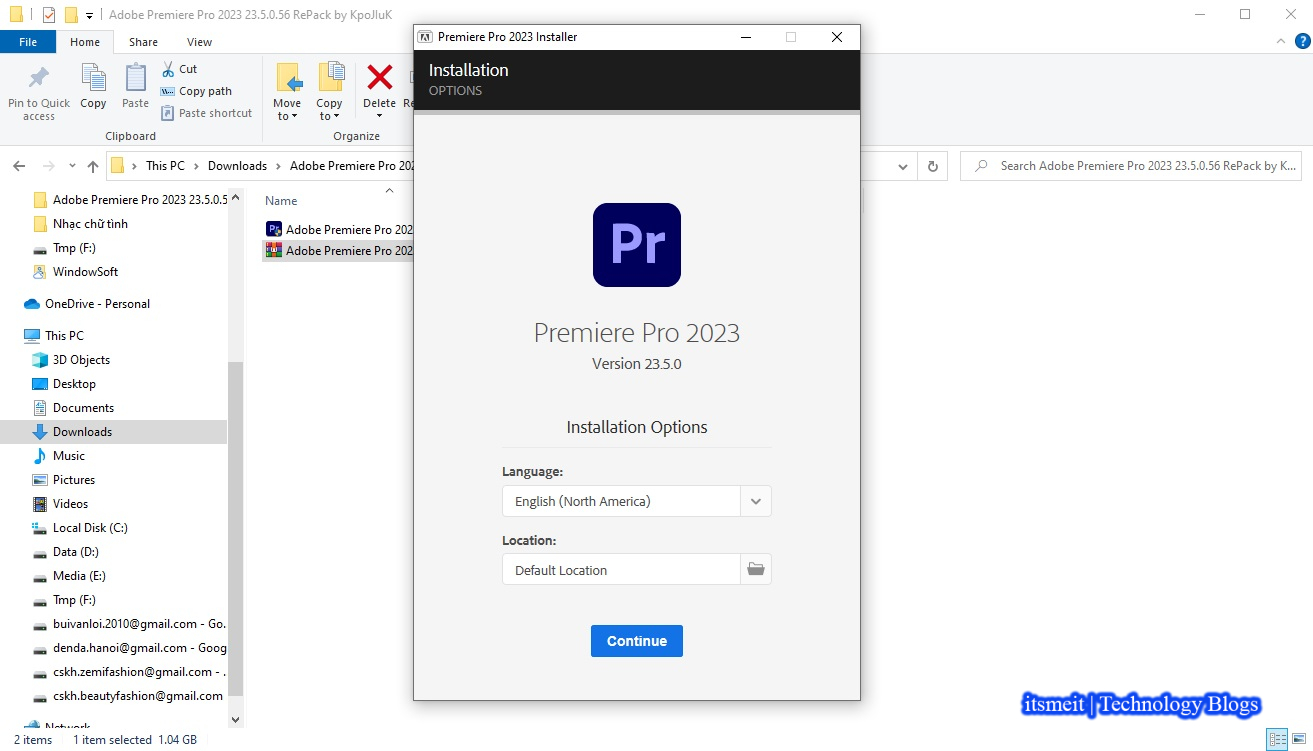 Adobe Premiere Pro 2023 23.5.0.56 RePack by KpoJIuK
File
Home
Share
View
Pin to Quick access
Copy
Paste
Cut
Copy path
Paste shortcut
Clipboard
Move to
Copy to
Delete
Re
Organize
This PC
Downloads
Adobe Premiere Pro 202
Search Adobe Premiere Pro 2023 23.5.0.56 RePack by K...
Adobe Premiere Pro 2023 23.5.0.5
Nhạc chữ tình
Tmp (F:)
WindowSoft
OneDrive - Personal
This PC
3D Objects
Desktop
Documents
Downloads
Music
Pictures
Videos
Local Disk (C:)
Data (D:)
Media (E:)
Tmp (F:)
buivanloi.2010@gmail.com - Go.
denda.hanoi@gmail.com - Goog
cskh.zemifashion@gmail.com - .
cskh.beautyfashion@gmail.com
Network
Name
Adobe Premiere Pro 202
Adobe Premiere Pro 202
Premiere Pro 2023 Installer
Installation
OPTIONS
Pr
Premiere Pro 2023
Version 23.5.0
Installation Options
Language:
English (North America)
Location:
Default Location
Continue
itsmeit | Technology Blogs
2 items
1 item selected 1.04 GB